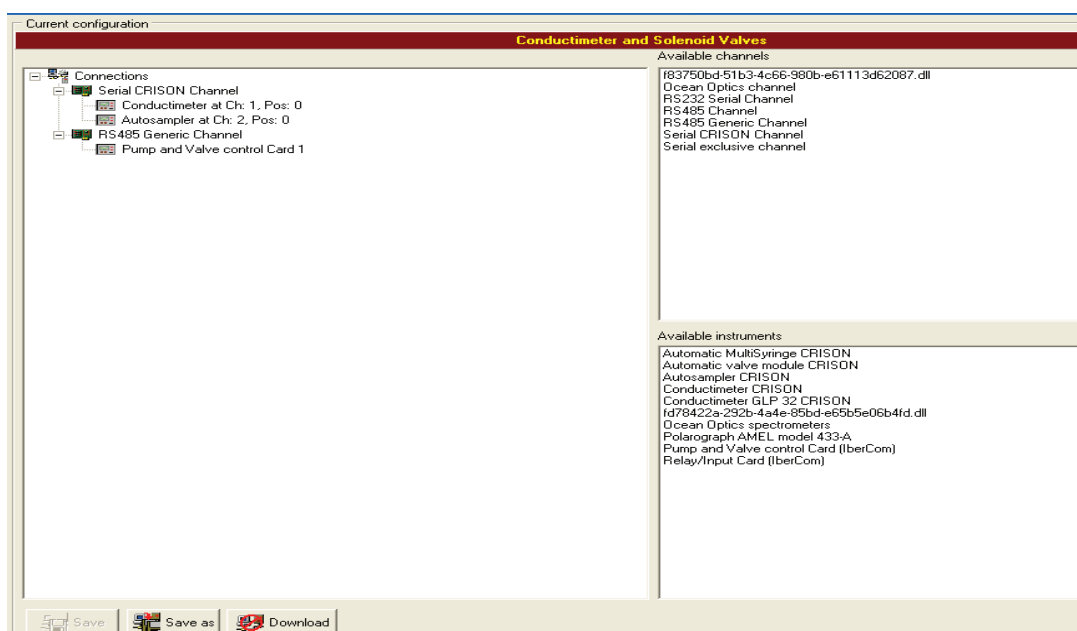 Current configuration
Conductimeter and Solenoid Valves
Connections
Serial CRISON Channel
Conductimeter at Ch: 1, Pos: 0
Autosampler at Ch: 2, Pos: 0
RS485 Generic Channel
Pump and Valve control Card 1
Available channels
f83750bd-51b3-4c66-980b-e61113d62087.dll
Ocean Optics channel
RS232 Serial Channel
RS485 Channel
RS485 Generic Channel
Serial CRISON Channel
Serial exclusive channel
Available instruments
Automatic MultiSyringe CRISON
Automatic valve module CRISON
Autosampler CRISON
Conductimeter CRISON
Conductimeter GLP 32 CRISON
fd78422a-292b-4a4e-85bd-e65b5e06b4fd.dll
Ocean Optics spectrometers
Polarograph AMEL model 433-A
Pump and Valve control Card (IberCom)
Relay/Input Card (IberCom)
Save
Save as
Download